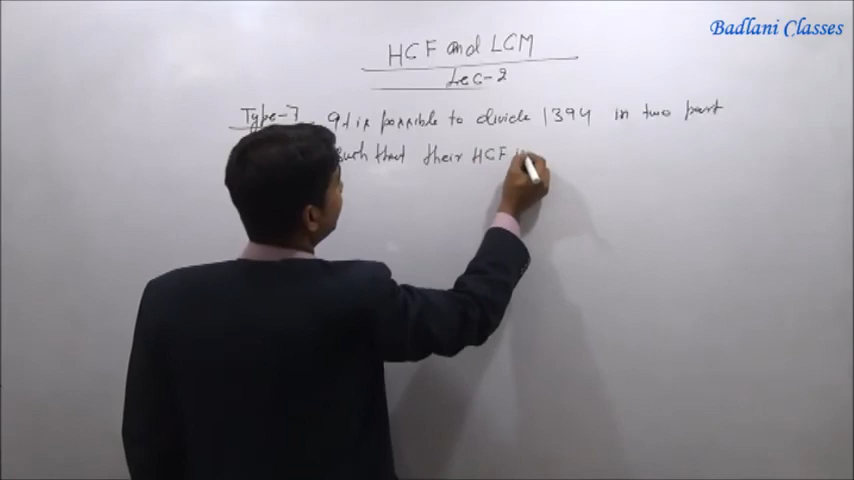 Badlani Classes
HCF and LCM
Lec-2
Type-7 It is possible to divide 1394 in two part
such that their HCF